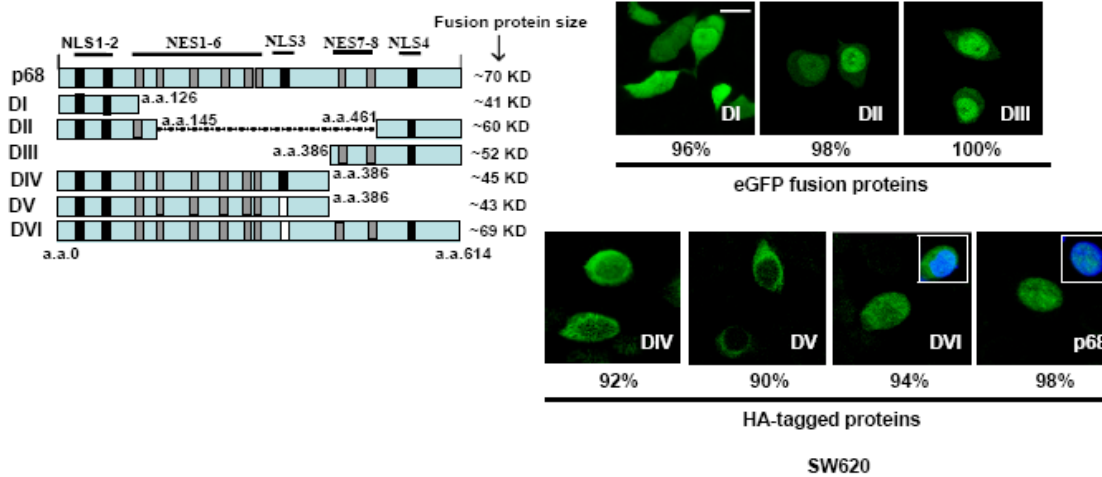 Fusion protein size
NLS1-2 NES1-6 NLS3 NES7-8 NLS4
p68 ~70 KD
DI a.a.126 ~41 KD
DII a.a.145 a.a.461 ~60 KD
DIII a.a.386 ~52 KD
DIV a.a.386 ~45 KD
DV a.a.386 ~43 KD
DVI ~69 KD
a.a.0 a.a.614
DI DII DIII
96% 98% 100%
eGFP fusion proteins
DIV DV DVI p68
92% 90% 94% 98%
HA-tagged proteins
SW620